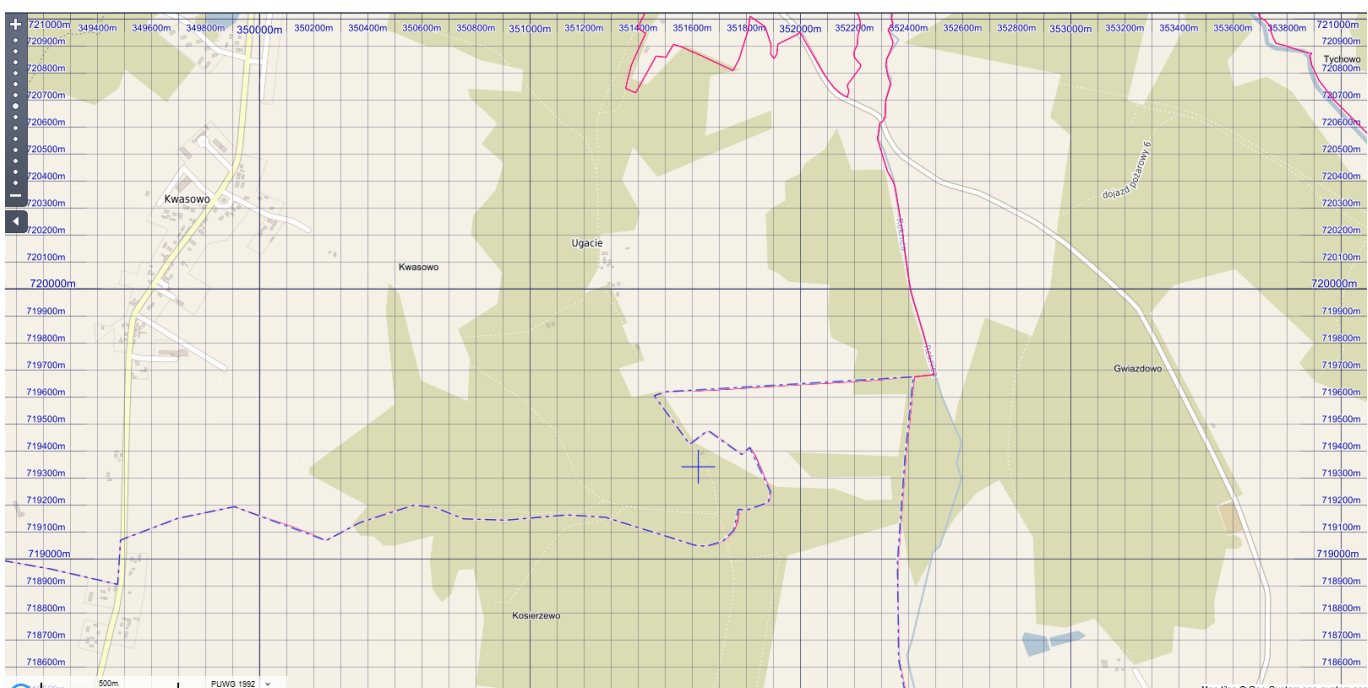 721000m 349400m 349600m 349800m 350000m 350200m 350400m 350600m 350800m 351000m 351200m 351400m 351600m 351800m 352000m 352200m 352400m 352600m 352800m 353000m 353200m 353400m 353600m 353800m 721000m
720900m 720900m
Tychowo
720800m 720800m
720700m 720700m
720600m 720600m
720500m 720500m
dojazd pożarowy 6
720400m 720400m
Kwasowo
720300m 720300m
720200m 720200m
Ugacie
720100m Kwasowo 720100m
720000m 720000m
719900m 719900m
719800m 719800m
719700m Gwiazdowo 719700m
719600m 719600m
719500m 719500m
719400m 719400m
719300m 719300m
719200m 719200m
719100m 719100m
719000m 719000m
718900m 718900m
718800m Kosierzewo 718800m
718700m 718700m
718600m 718600m
500m PUWG 1992